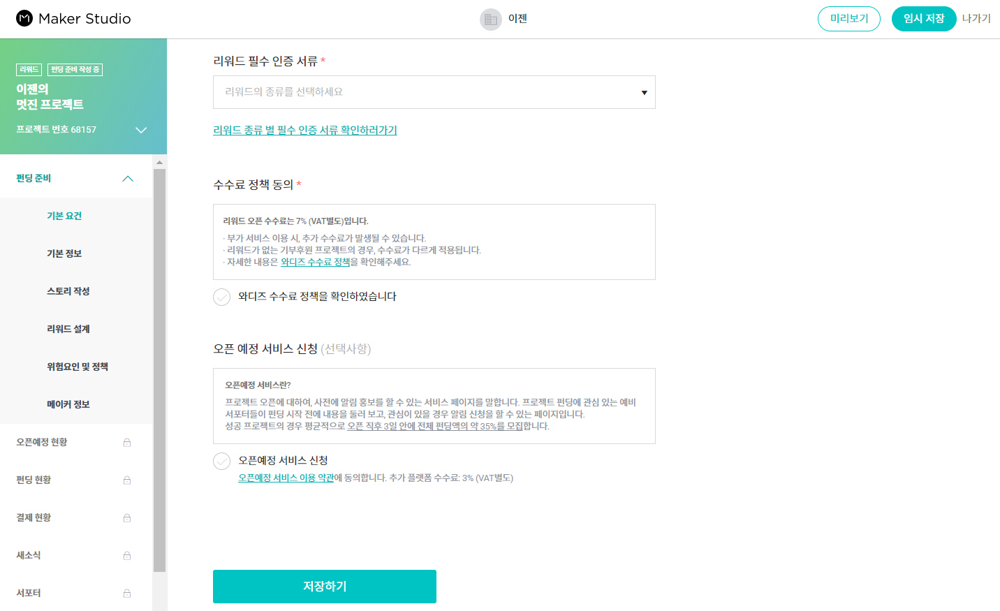 Maker Studio
이젠
미리보기
임시 저장
나가기
리워드
펀딩 준비 작성 중
이젠의
멋진 프로젝트
프로젝트 번호 68157
펀딩 준비
기본 요건
기본 정보
스토리 작성
리워드 설계
위험요인 및 정책
메이커 정보
오픈예정 현황
펀딩 현황
결제 현황
새소식
서포터
리워드 필수 인증 서류 *
리워드의 종류를 선택하세요
리워드 종류 별 필수 인증 서류 확인하러가기
수수료 정책 동의 *
리워드 오픈 수수료는 7% (VAT별도)입니다.
· 부가 서비스 이용 시, 추가 수수료가 발생될 수 있습니다.
· 리워드가 없는 기부후원 프로젝트의 경우, 수수료가 다르게 적용됩니다.
· 자세한 내용은 와디즈 수수료 정책을 확인해주세요.
와디즈 수수료 정책을 확인하였습니다
오픈 예정 서비스 신청 (선택사항)
오픈예정 서비스란?
프로젝트 오픈에 대하여, 사전에 알림 홍보를 할 수 있는 서비스 페이지를 말합니다. 프로젝트 펀딩에 관심 있는 예비
서포터들이 펀딩 시작 전에 내용을 둘러 보고, 관심이 있을 경우 알림 신청을 할 수 있는 페이지입니다.
성공 프로젝트의 경우 평균적으로 오픈 직후 3일 안에 전체 펀딩액의 약 35%를 모집합니다.
오픈예정 서비스 신청
오픈예정 서비스 이용 약관에 동의합니다. 추가 플랫폼 수수료: 3% (VAT별도)
저장하기